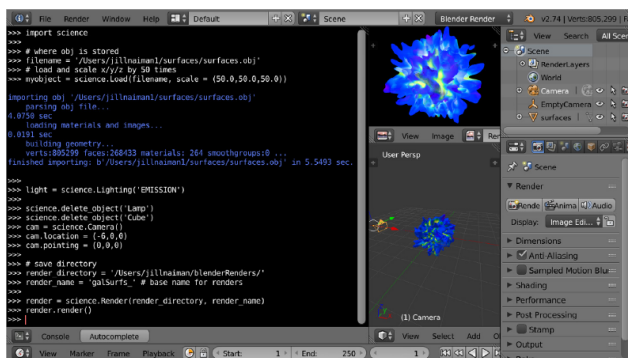 File Render Window Help Default Scene Blender Render v2.74 | Verts:805,299 | Fa
>>> import science
>>>
>>> # where obj is stored
>>> filename = '/Users/jillnaiman1/surfaces/surfaces.obj'
>>> # load and scale x/y/z by 50 times
>>> myobject = science.Load(filename, scale = (50.0,50.0,50.0))
importing obj '/Users/jillnaiman1/surfaces/surfaces.obj'
parsing obj file...
4.0750 sec
loading materials and images...
0.0191 sec
building geometry...
verts:805299 faces:268433 materials: 264 smoothgroups:0 ...
finished importing: b'/Users/jillnaiman1/surfaces/surfaces.obj' in 5.5493 sec.
>>>
>>> light = science.Lighting('EMISSION')
>>>
>>> science.delete_object('Lamp')
>>> science.delete_object('Cube')
>>> cam = science.Camera()
>>> cam.location = (-6,0,0)
>>> cam.pointing = (0,0,0)
>>>
>>> # save directory
>>> render_directory = '/Users/jillnaiman/blenderRenders/'
>>> render_name = 'galSurfs_' # base name for renders
>>>
>>> render = science.Render(render_directory, render_name)
>>> render.render()
>>>
Console Autocomplete
View Marker Frame Playback Start: 1 End: 250 1
View Image Ren
User Persp
(1) Camera
View Select Add O
View Search All Scen
Scene
RenderLayers
World
Camera
EmptyCamera
surfaces
Scene
Render
Rende Anima Audio
Display: Image Edi...
Dimensions
Anti-Aliasing
Sampled Motion Blur
Shading
Performance
Post Processing
Stamp
Output